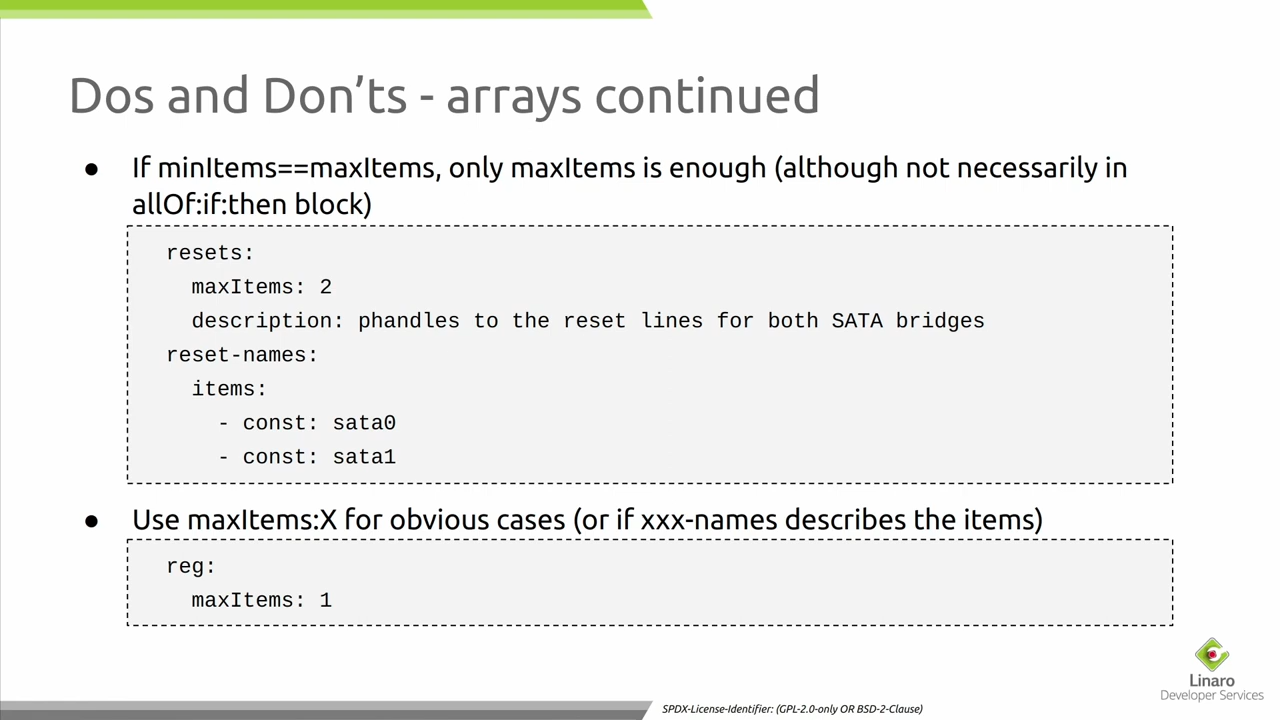 Dos and Don’ts - arrays continued
● If minItems==maxItems, only maxItems is enough (although not necessarily in
allOf:if:then block)
resets:
maxItems: 2
description: phandles to the reset lines for both SATA bridges
reset-names:
items:
- const: sata0
- const: sata1
● Use maxItems:X for obvious cases (or if xxx-names describes the items)
reg:
maxItems: 1
Linaro
Developer Services
SPDX-License-Identifier: (GPL-2.0-only OR BSD-2-Clause)